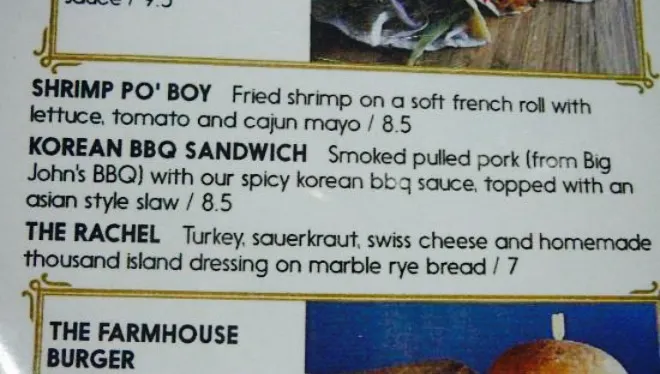 sauce / 9.5
SHRIMP PO' BOY Fried shrimp on a soft french roll with
lettuce, tomato and cajun mayo / 8.5
KOREAN BBQ SANDWICH Smoked pulled pork (from Big
John's BBQ) with our spicy korean bbq sauce, topped with an
asian style slaw / 8.5
THE RACHEL Turkey, sauerkraut, swiss cheese and homemade
thousand island dressing on marble rye bread / 7
THE FARMHOUSE
BURGER